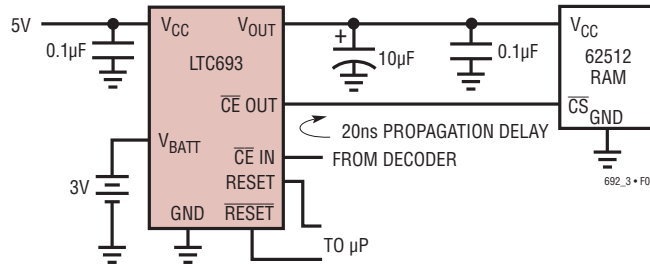 5V
0.1µF
VCC
VOUT
LTC693
CE OUT
VBATT
CE IN
RESET
GND
RESET
3V
+
10µF
0.1µF
VCC
62512
RAM
CS
GND
20ns PROPAGATION DELAY
FROM DECODER
TO µP
692_3 • F0